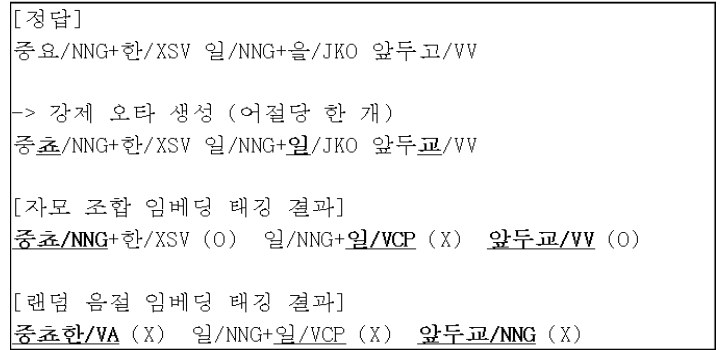 [정답]
중요/NNG+한/XSV 일/NNG+을/JKO 앞두고/VV
-> 강제 오타 생성 (어절당 한 개)
중쵸/NNG+한/XSV 일/NNG+읠/JKO 앞두교/VV
[자모 조합 임베딩 태깅 결과]
중쵸/NNG+한/XSV (O) 일/NNG+읠/VCP (X) 앞두교/VV (O)
[랜덤 음절 임베딩 태깅 결과]
중쵸한/VA (X) 일/NNG+읠/VCP (X) 앞두교/NNG (X)